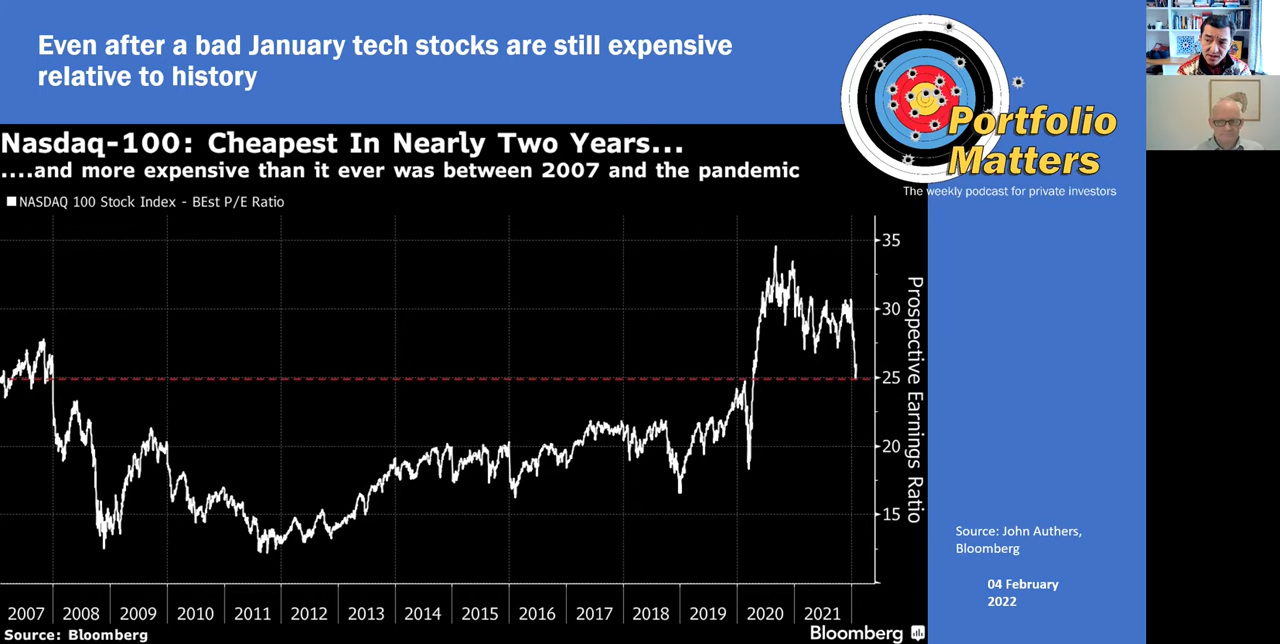 Even after a bad January tech stocks are still expensive
relative to history
Portfolio
Matters
The weekly podcast for private investors
Nasdaq-100: Cheapest In Nearly Two Years...
....and more expensive than it ever was between 2007 and the pandemic
NASDAQ 100 Stock Index - BEst P/E Ratio
35
30
25
20
15
Prospective Earnings Ratio
2007 2008 2009 2010 2011 2012 2013 2014 2015 2016 2017 2018 2019 2020 2021
Source: Bloomberg
Bloomberg
Source: John Authers,
Bloomberg
04 February
2022